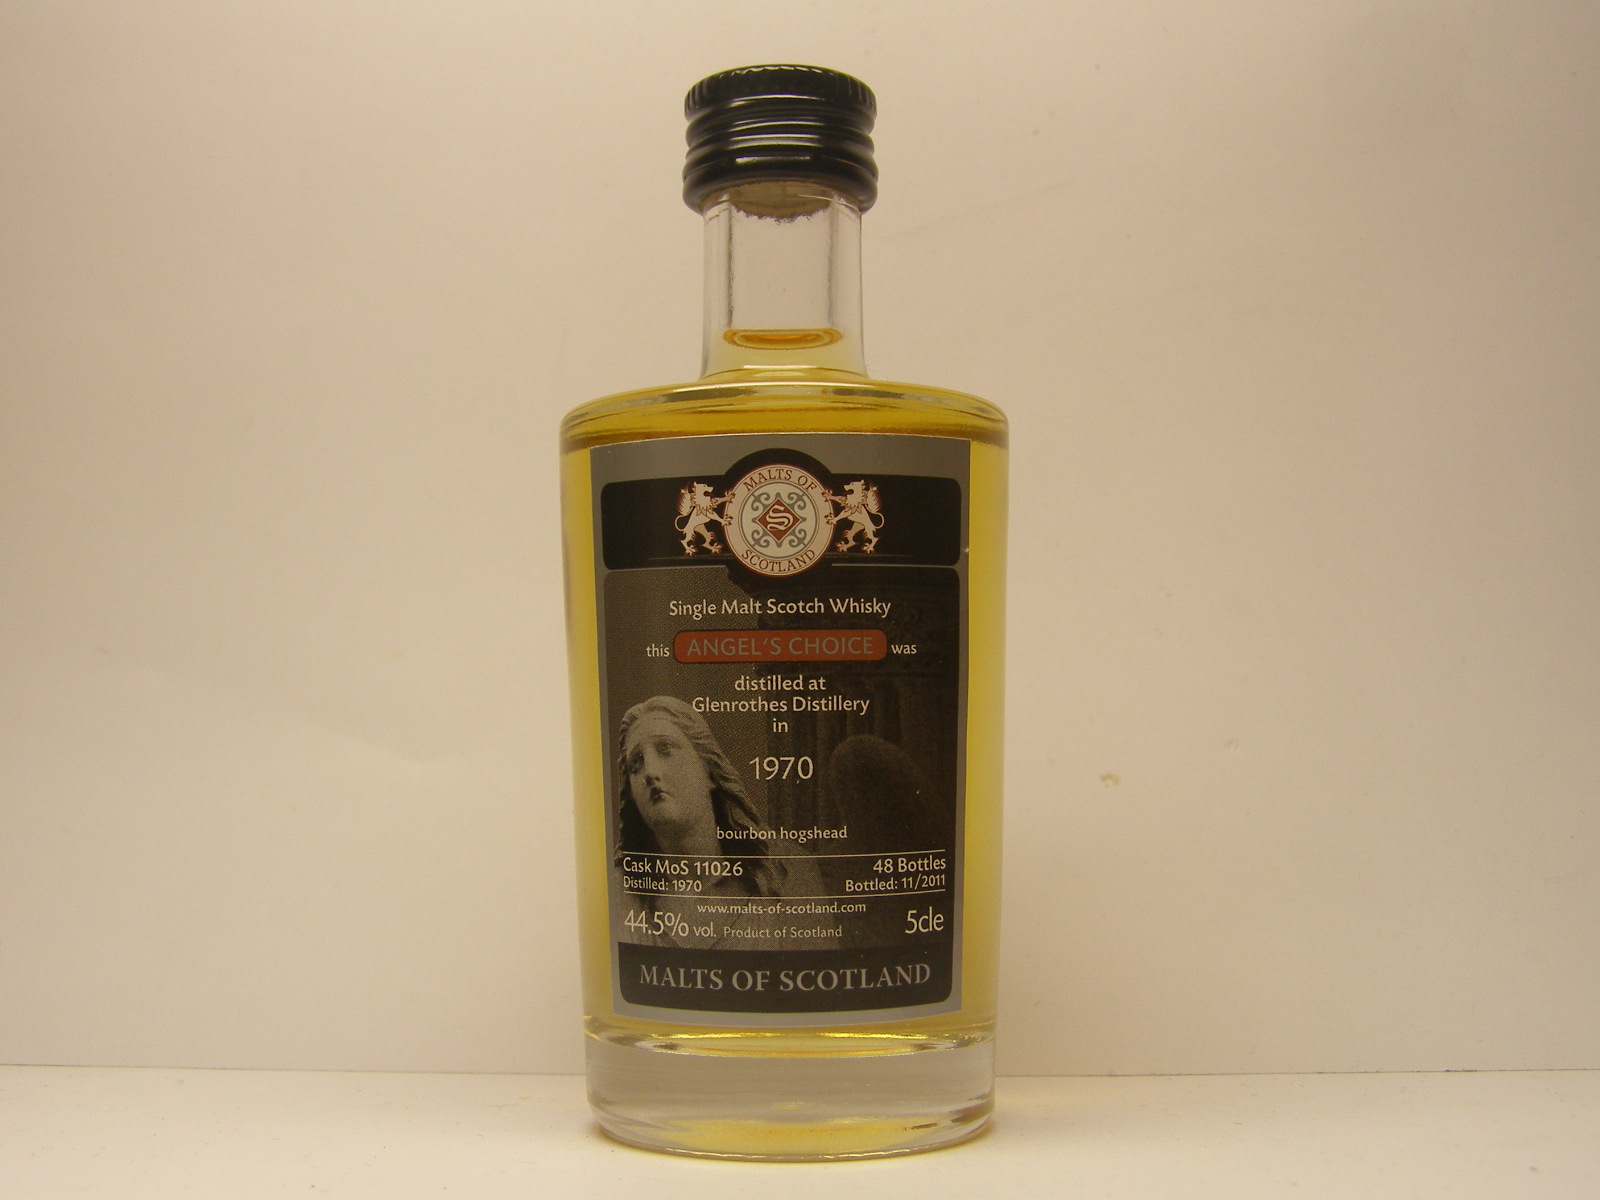 MALTS OF
S
SCOTLAND
Single Malt Scotch Whisky
this ANGEL'S CHOICE was
distilled at
Glenrothes Distillery
in
1970
bourbon hogshead
Cask MoS 11026 48 Bottles
Distilled: 1970 Bottled: 11/2011
www.malts-of-scotland.com
44.5% vol. Product of Scotland 5cle
MALTS OF SCOTLAND